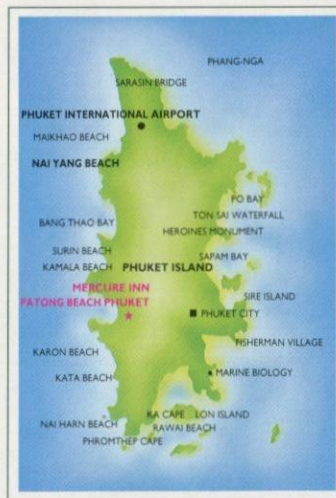 PHANG-NGA
SARASIN BRIDGE
PHUKET INTERNATIONAL AIRPORT
MAIKHAO BEACH
NAI YANG BEACH
PO BAY
TON SAI WATERFALL
BANG THAO BAY
HEROINES MONUMENT
SURIN BEACH
SAPAM BAY
KAMALA BEACH
PHUKET ISLAND
MERCURE INN
PATONG BEACH PHUKET
SIRE ISLAND
PHUKET CITY
FISHERMAN VILLAGE
KARON BEACH
MARINE BIOLOGY
KATA BEACH
KA CAPE
LON ISLAND
NAI HARN BEACH
RAWAI BEACH
PHROMTHEP CAPE